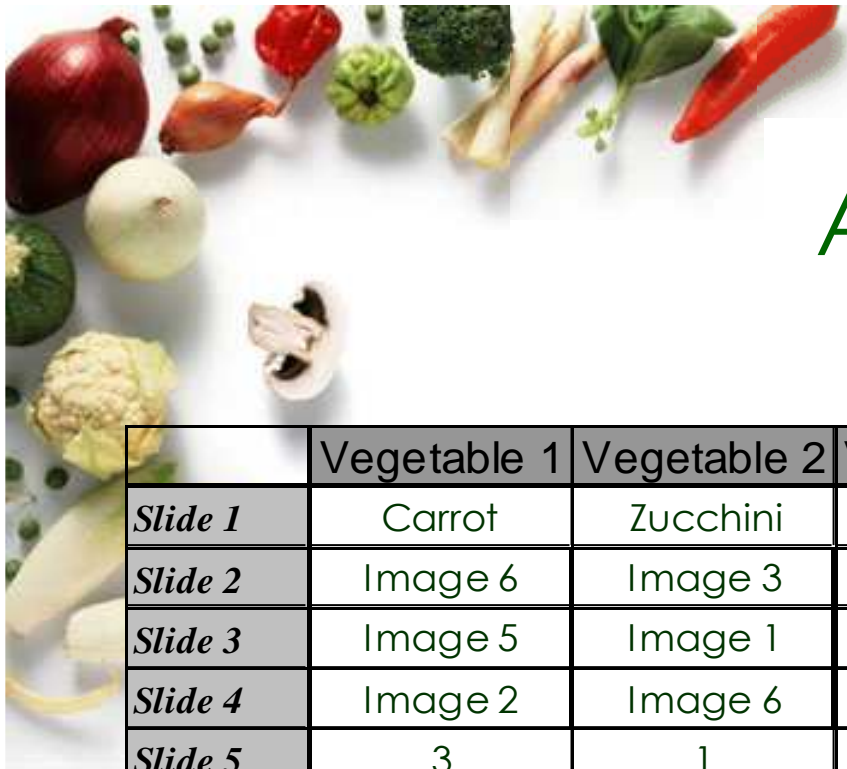 A
Vegetable 1 Vegetable 2
Slide 1 Carrot Zucchini
Slide 2 Image 6 Image 3
Slide 3 Image 5 Image 1
Slide 4 Image 2 Image 6
Slide 5 3 1